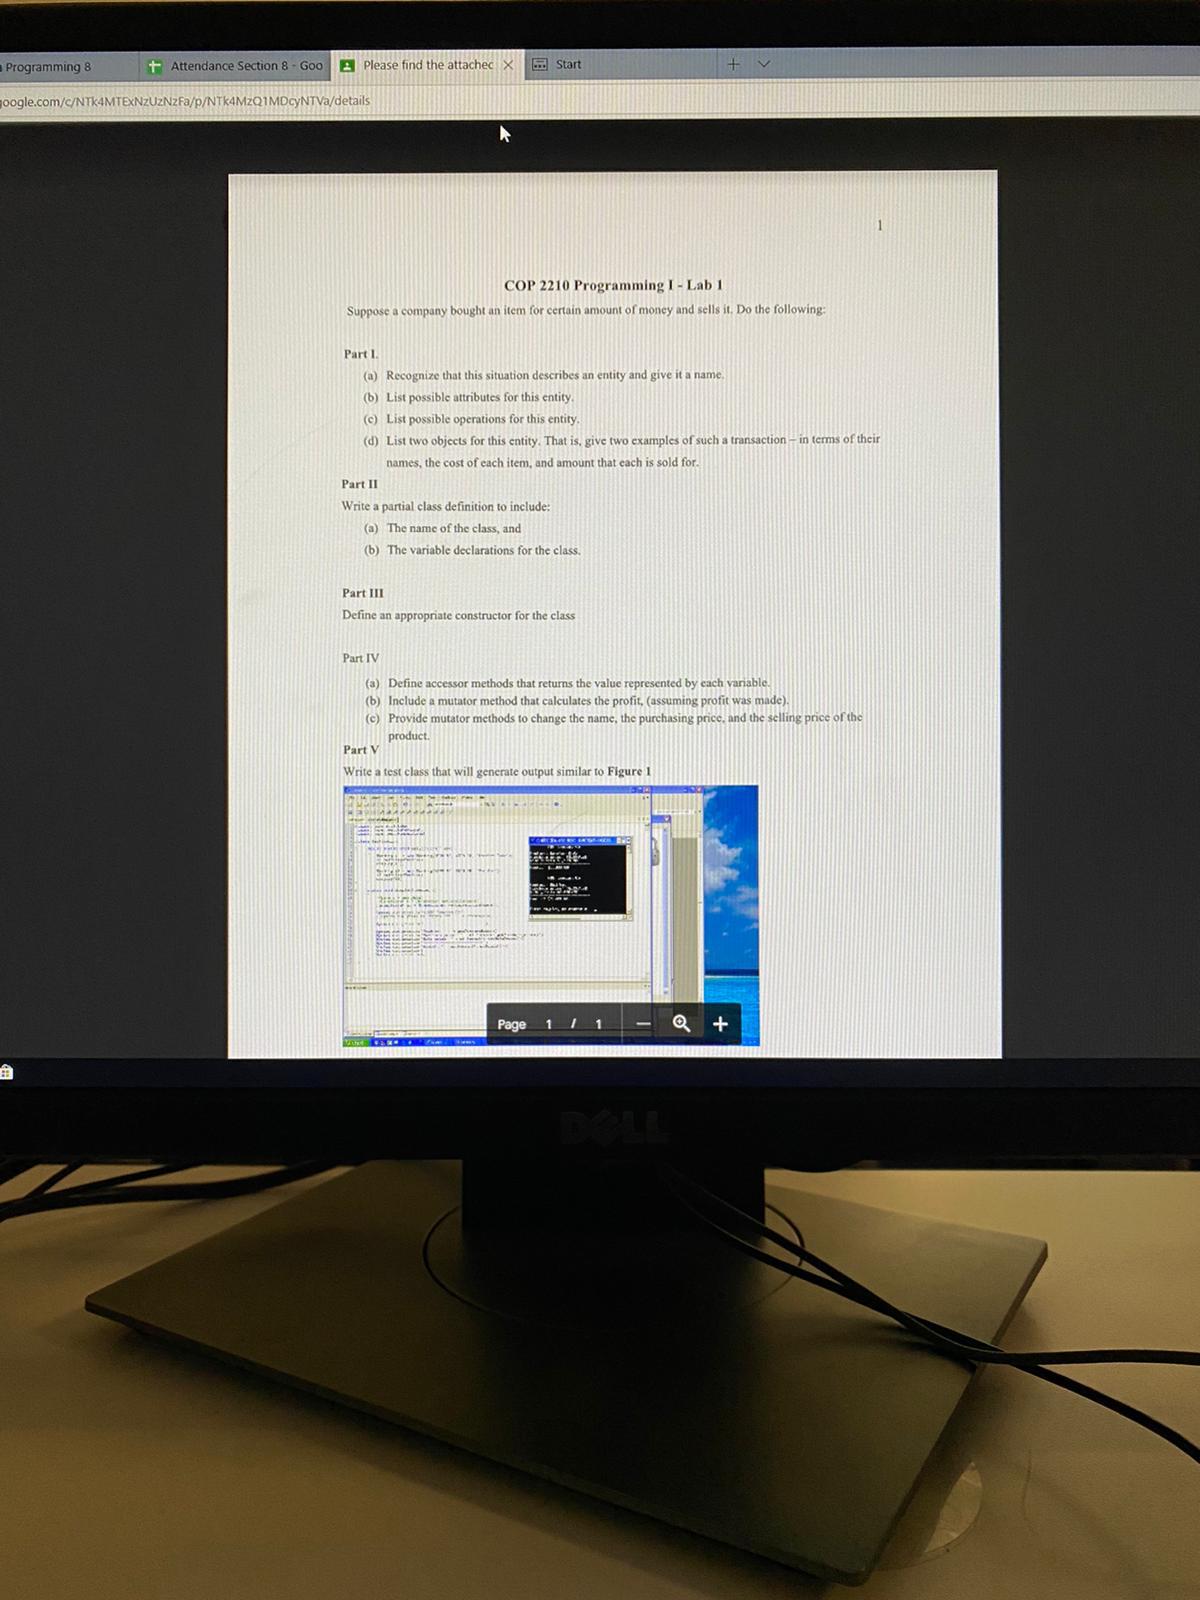 Programming 8
Attendance Section 8 - Goo
Please find the attachec
Start
google.com/c/NTk4MTExNzUzNzFa/p/NTk4MzQ1MDcyNTVa/details
1
COP 2210 Programming I - Lab 1
Suppose a company bought an item for certain amount of money and sells it. Do the following:
Part I.
(a) Recognize that this situation describes an entity and give it a name.
(b) List possible attributes for this entity.
(c) List possible operations for this entity.
(d) List two objects for this entity. That is, give two examples of such a transaction – in terms of their
names, the cost of each item, and amount that each is sold for.
Part II
Write a partial class definition to include:
(a) The name of the class, and
(b) The variable declarations for the class.
Part III
Define an appropriate constructor for the class
Part IV
(a) Define accessor methods that returns the value represented by each variable.
(b) Include a mutator method that calculates the profit, (assuming profit was made).
(c) Provide mutator methods to change the name, the purchasing price, and the selling price of the
product.
Part V
Write a test class that will generate output similar to Figure 1
Page 1 / 1
DELL